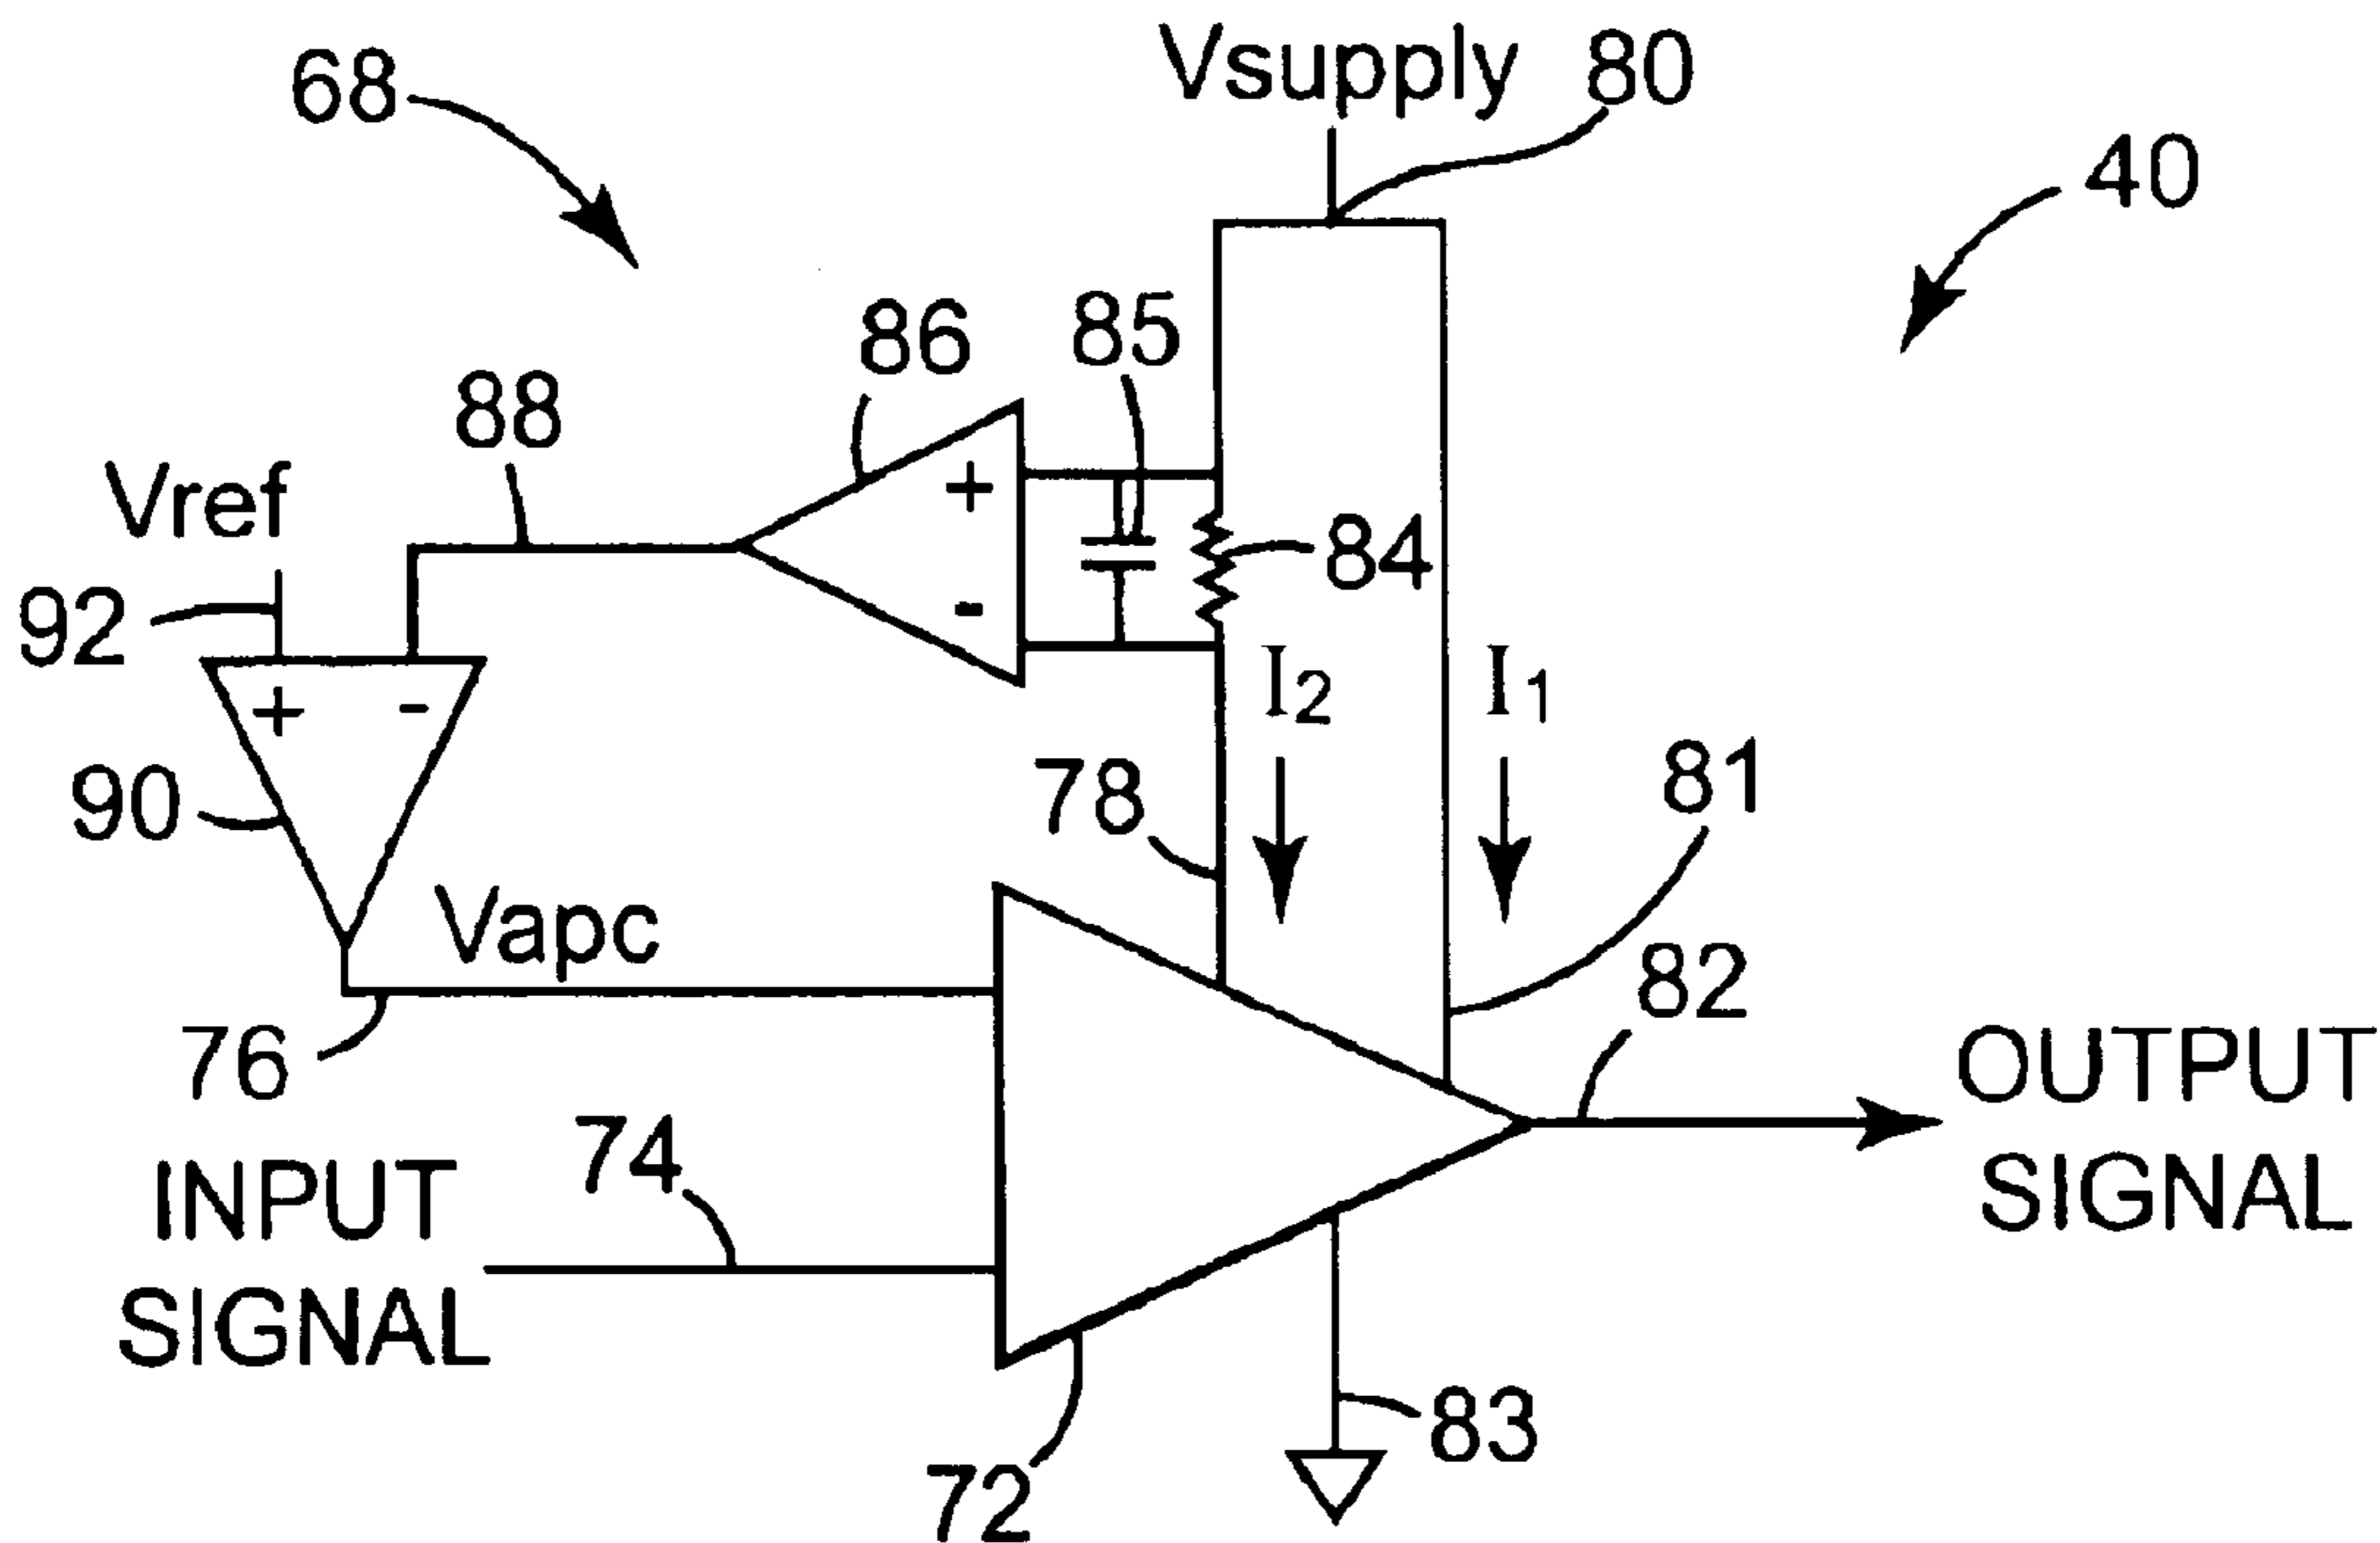 Vsupply 80
68
40
86
85
88
Vref
+
84
92
-
I2
I1
+
-
78
81
90
Vapc
82
76
OUTPUT
SIGNAL
74
INPUT
SIGNAL
83
72